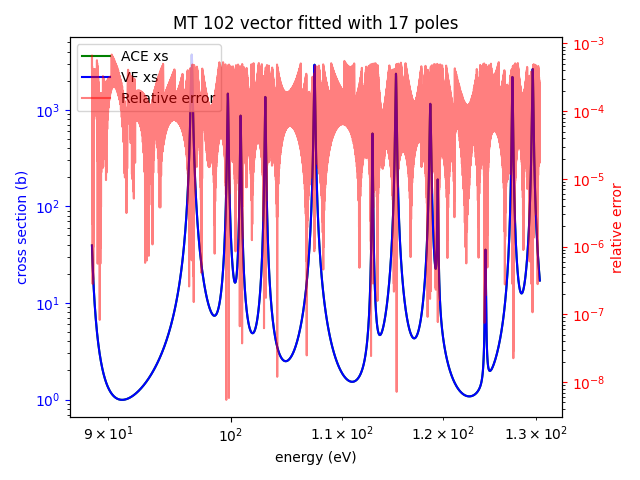 MT 102 vector fitted with 17 poles
ACE xs
VF xs
Relative error
cross section (b)
10³
10²
10¹
10⁰
10⁻³
10⁻⁴
10⁻⁵
10⁻⁶
10⁻⁷
10⁻⁸
relative error
9 × 10¹ 10² 1.1 × 10² 1.2 × 10² 1.3 × 10²
energy (eV)